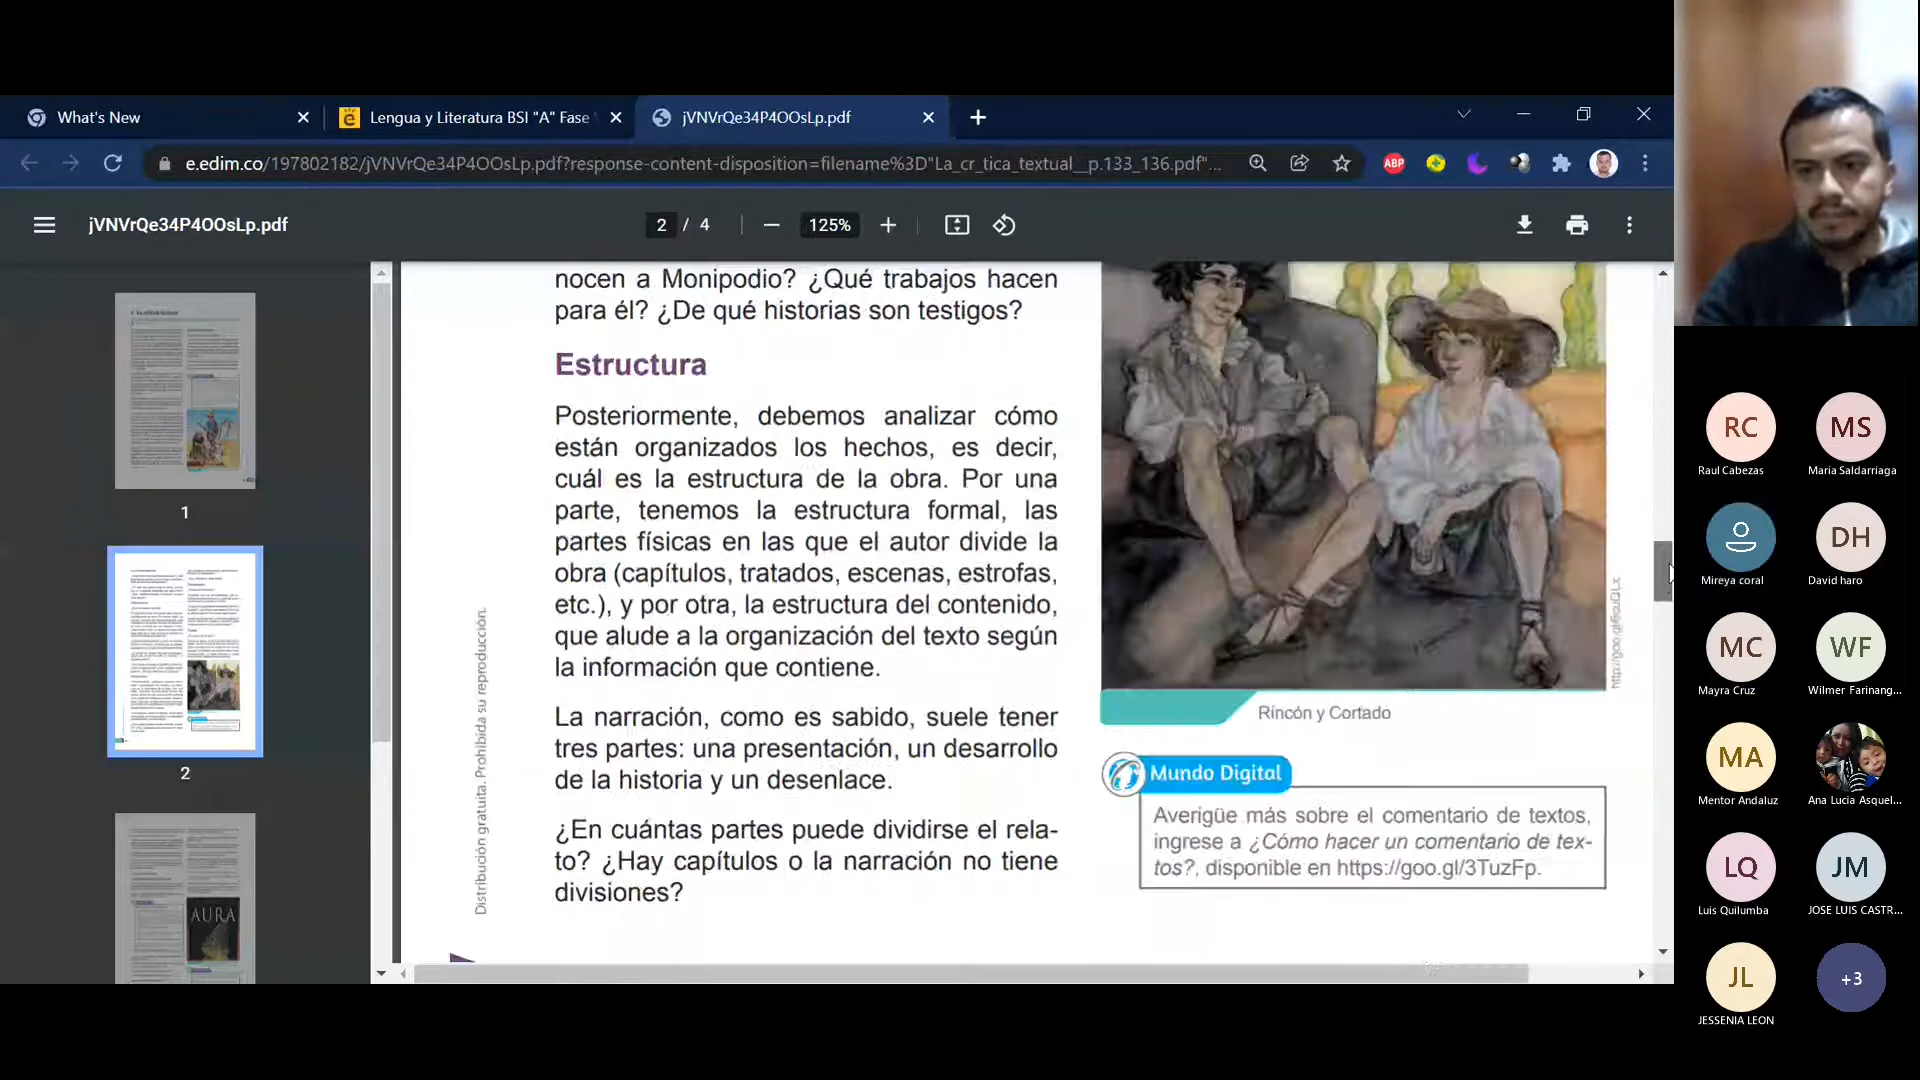 What's New
Lengua y Literatura BSI "A" Fase
jVNVrQe34P4OOsLp.pdf
e.edim.co/197802182/jVNVrQe34P4OOsLp.pdf?response-content-disposition=filename%3D"La_cr_tica_textual__p.133_136.pdf"...
ABP
jVNVrQe34P4OOsLp.pdf
2 / 4
125%
1
2
AURA
nocen a Monipodio? ¿Qué trabajos hacen
para él? ¿De qué historias son testigos?
Estructura
Posteriormente, debemos analizar cómo
están organizados los hechos, es decir,
cuál es la estructura de la obra. Por una
parte, tenemos la estructura formal, las
partes físicas en las que el autor divide la
obra (capítulos, tratados, escenas, estrofas,
etc.), y por otra, la estructura del contenido,
que alude a la organización del texto según
la información que contiene.
La narración, como es sabido, suele tener
tres partes: una presentación, un desarrollo
de la historia y un desenlace.
¿En cuántas partes puede dividirse el rela-
to? ¿Hay capítulos o la narración no tiene
divisiones?
Distribución gratuita. Prohibida su reproducción.
Rincón y Cortado
Mundo Digital
Averigüe más sobre el comentario de textos,
ingrese a ¿Cómo hacer un comentario de tex-
tos?, disponible en https://goo.gl/3TuzFp.
RC
Raul Cabezas
MS
Maria Saldarriaga
Mireya coral
DH
David haro
MC
Mayra Cruz
WF
Wilmer Farinang...
MA
Mentor Andaluz
Ana Lucia Asquel...
LQ
Luis Quilumba
JM
JOSE LUIS CASTR...
JL
JESSENIA LEON
+3